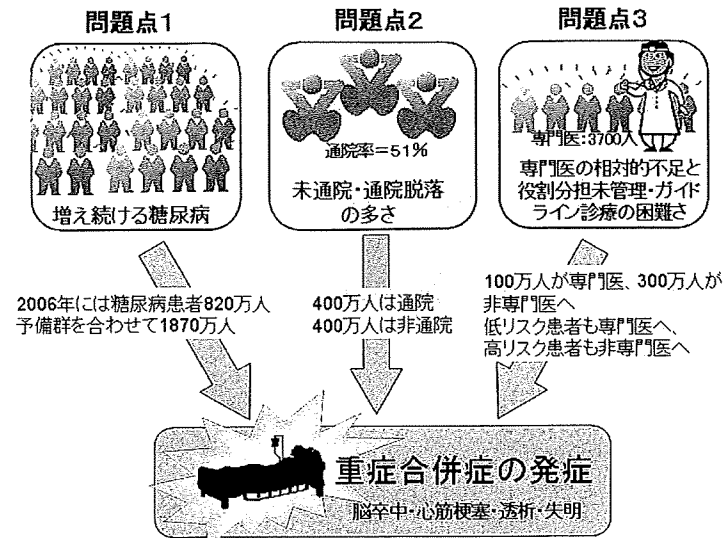 問題点1
増え続ける糖尿病
2006年には糖尿病患者820万人
予備群を合わせて1870万人
問題点2
通院率=51%
未通院・通院脱落
の多さ
400万人は通院
400万人は非通院
問題点3
専門医:3700人
専門医の相対的不足と
役割分担未管理・ガイド
ライン診療の困難さ
100万人が専門医、300万人が
非専門医へ
低リスク患者も専門医へ、
高リスク患者も非専門医へ
重症合併症の発症
脳卒中・心筋梗塞・透析・失明